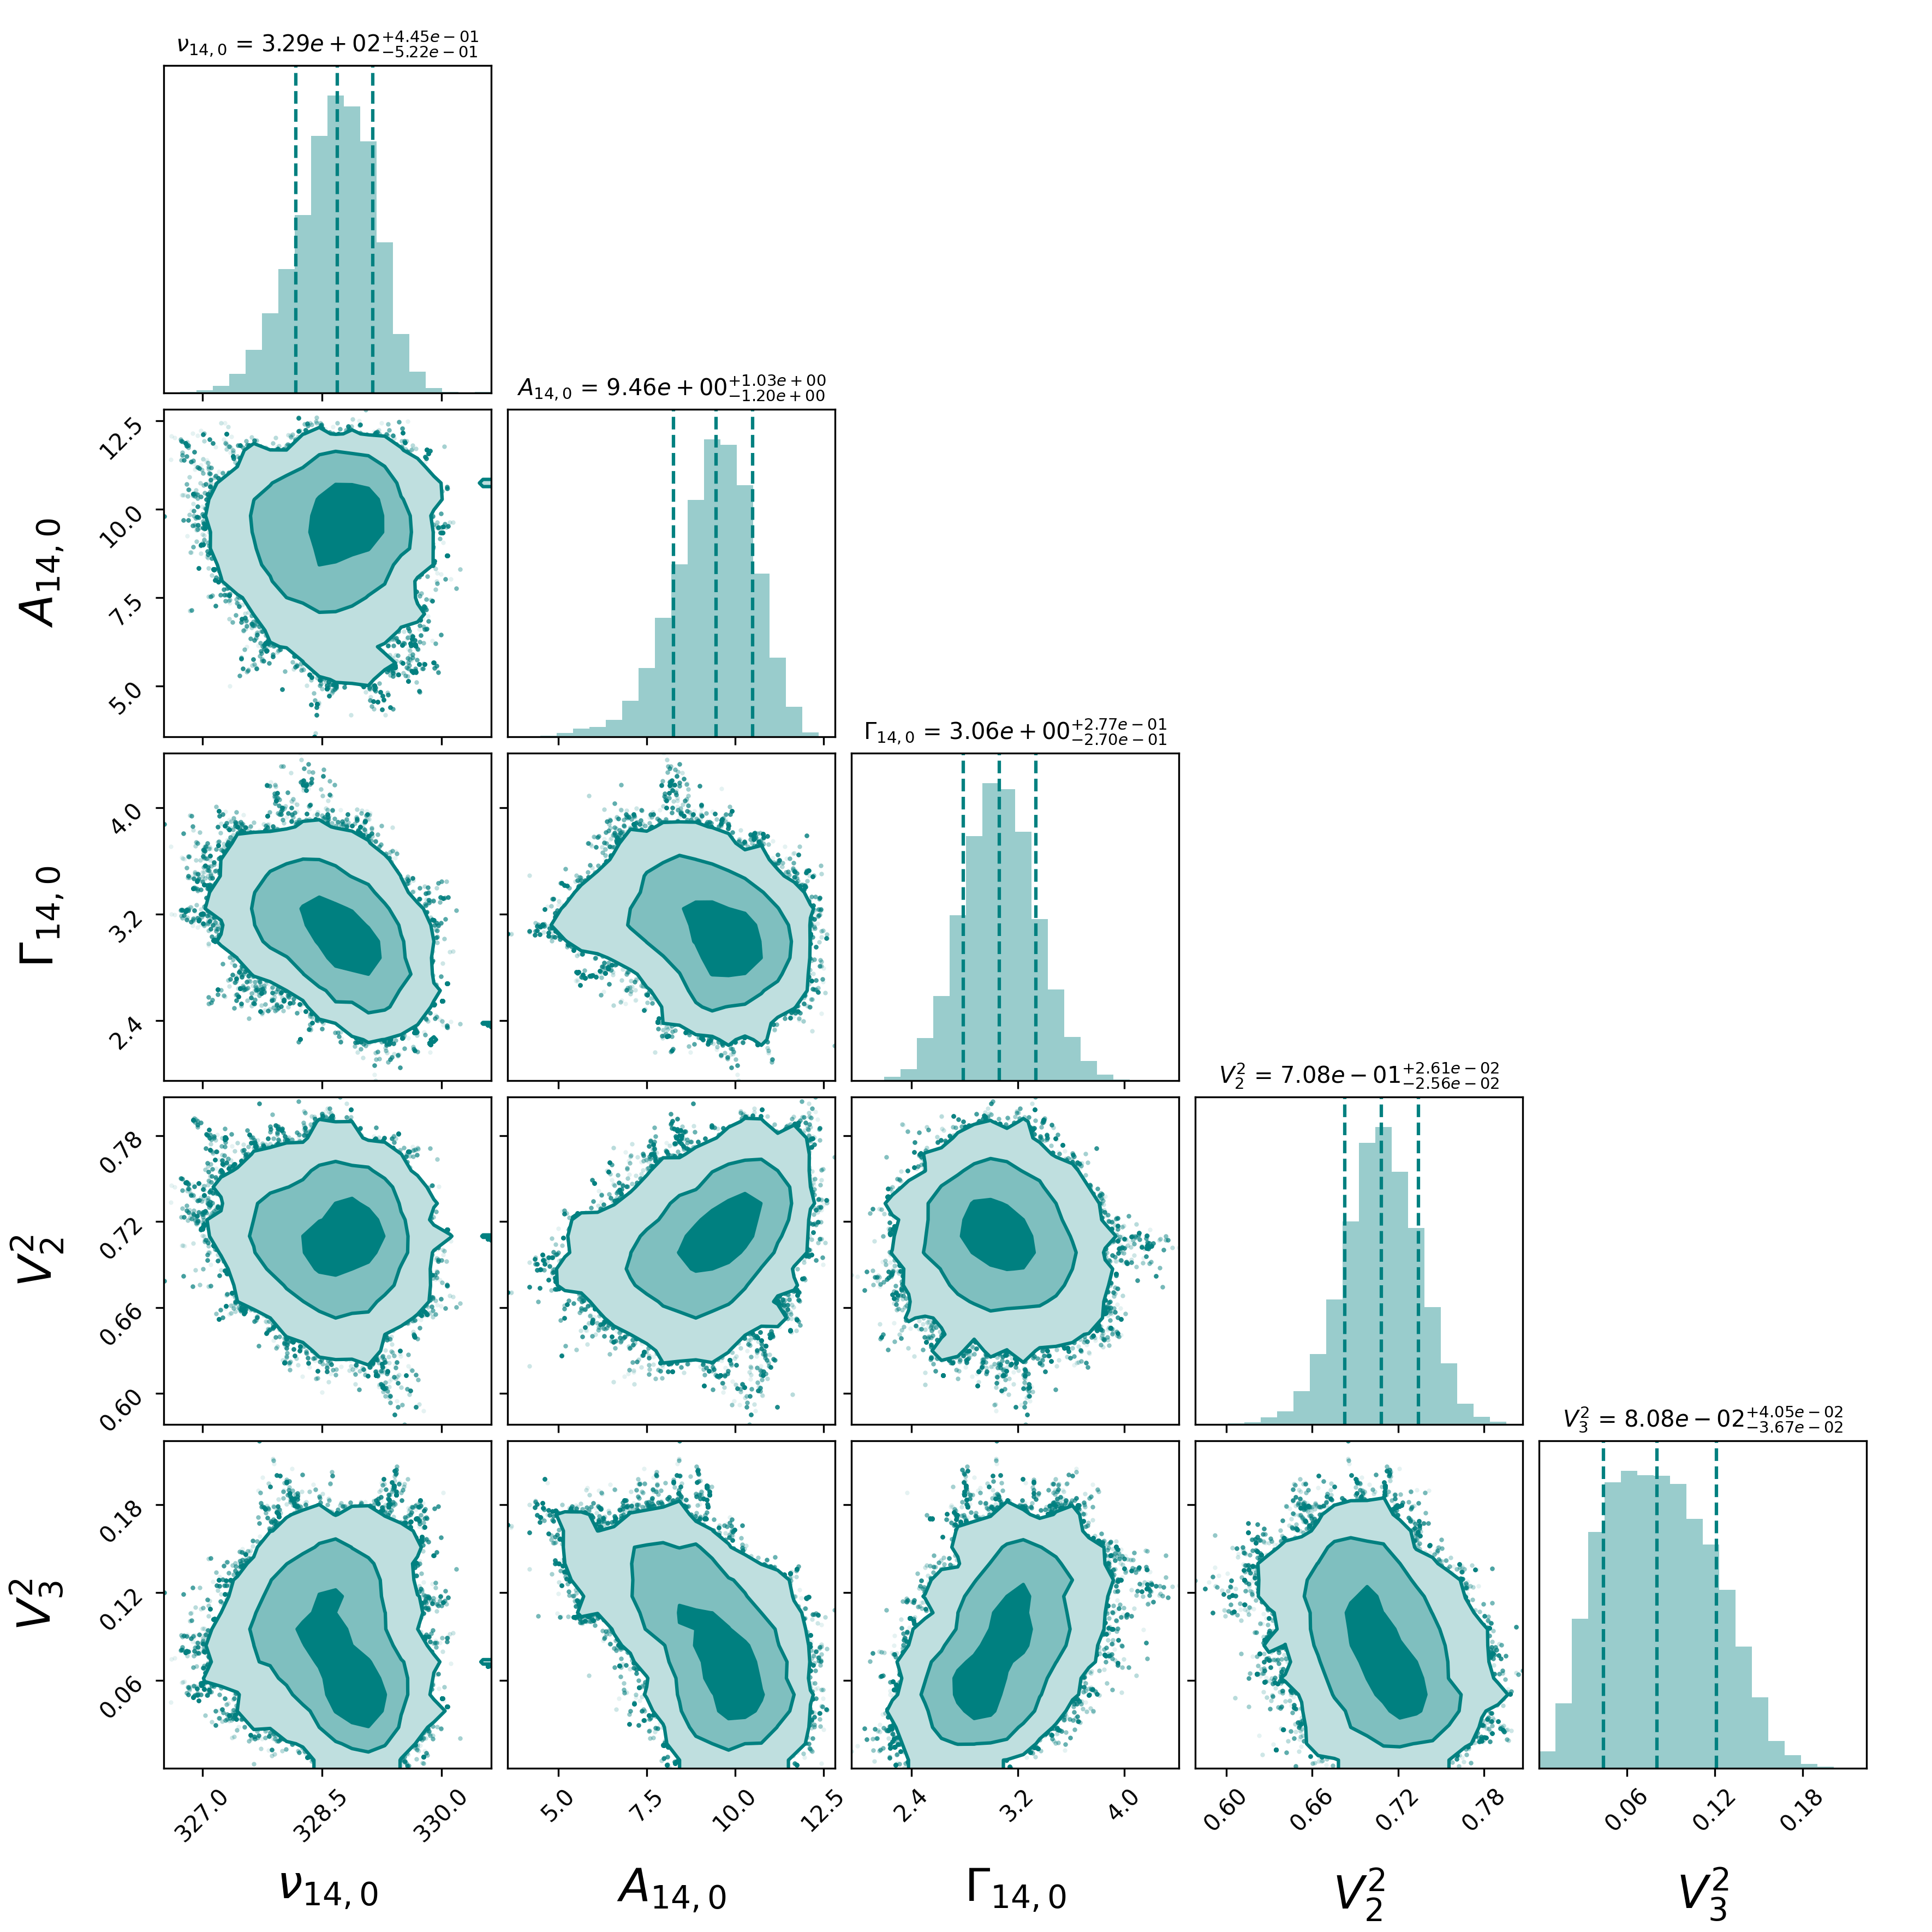 ν₁₄,₀ = 3.29e + 02 +4.45e − 01 −5.22e − 01
A₁₄,₀ = 9.46e + 00 +1.03e + 00 −1.20e + 00
12.5
10.0
7.5
5.0
A₁₄,₀
Γ₁₄,₀ = 3.06e + 00 +2.77e − 01 −2.70e − 01
4.0
3.2
2.4
Γ₁₄,₀
V₂² = 7.08e − 01 +2.61e − 02 −2.56e − 02
0.78
0.72
0.66
0.60
V₂²
V₃² = 8.08e − 02 +4.05e − 02 −3.67e − 02
0.18
0.12
0.06
V₃²
327.0 328.5 330.0 5.0 7.5 10.0 12.5 2.4 3.2 4.0 0.60 0.66 0.72 0.78 0.06 0.12 0.18
ν₁₄,₀ A₁₄,₀ Γ₁₄,₀ V₂² V₃²